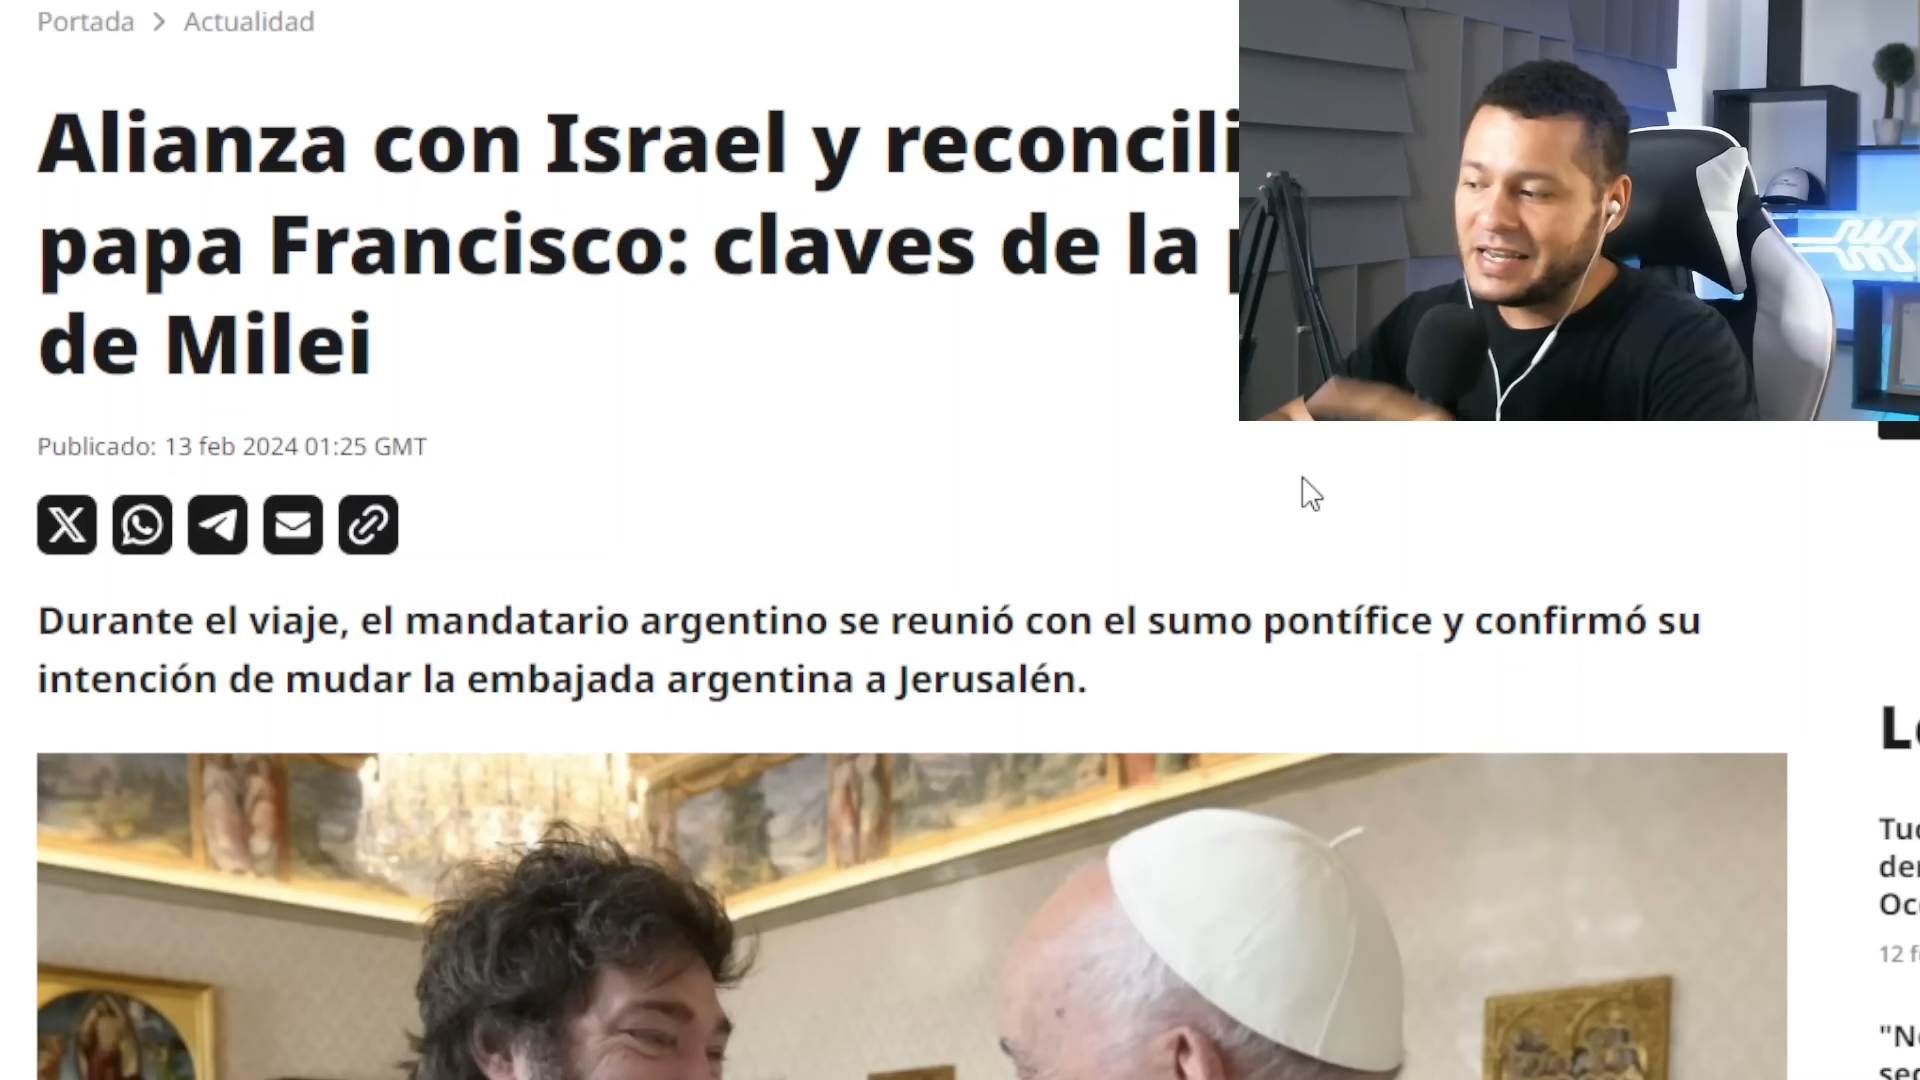 Portada > Actualidad
Alianza con Israel y
papa Francisco: claves de la
de Milei
Publicado: 13 feb 2024 01:25 GMT
Durante el viaje, el mandatario argentino se reunió con el sumo pontífice y confirmó su
intención de mudar la embajada argentina a Jerusalén.